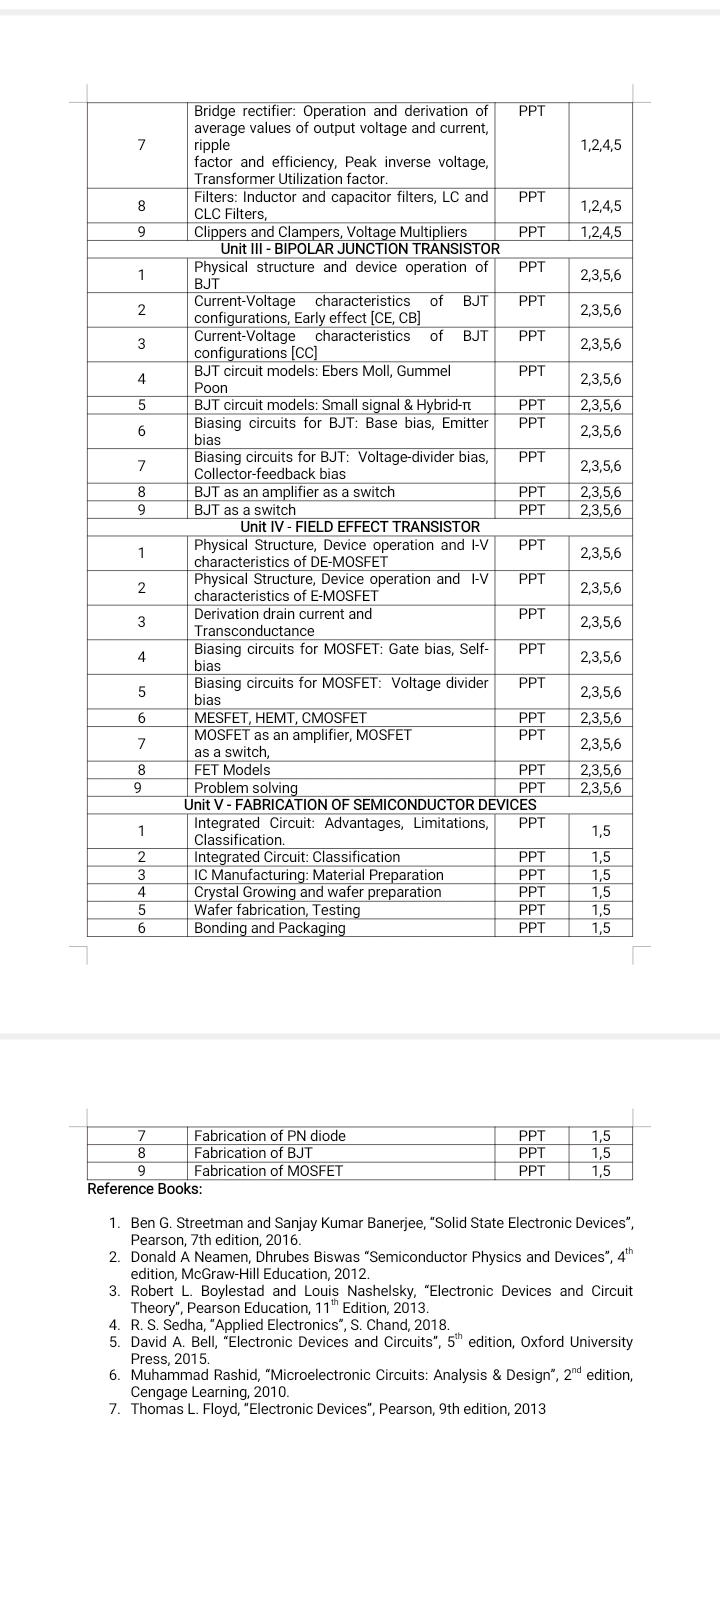 Bridge rectifier: Operation and derivation of PPT
average values of output voltage and current,
7 ripple 1,2,4,5
factor and efficiency, Peak inverse voltage,
Transformer Utilization factor.
8 Filters: Inductor and capacitor filters, LC and PPT 1,2,4,5
CLC Filters,
9 Clippers and Clampers, Voltage Multipliers PPT 1,2,4,5
Unit III - BIPOLAR JUNCTION TRANSISTOR
1 Physical structure and device operation of PPT 2,3,5,6
BJT
2 Current-Voltage characteristics of BJT PPT 2,3,5,6
configurations, Early effect [CE, CB]
3 Current-Voltage characteristics of BJT PPT 2,3,5,6
configurations [CC]
4 BJT circuit models: Ebers Moll, Gummel PPT 2,3,5,6
Poon
5 BJT circuit models: Small signal & Hybrid-π PPT 2,3,5,6
6 Biasing circuits for BJT: Base bias, Emitter PPT 2,3,5,6
bias
7 Biasing circuits for BJT: Voltage-divider bias, PPT 2,3,5,6
Collector-feedback bias
8 BJT as an amplifier as a switch PPT 2,3,5,6
9 BJT as a switch PPT 2,3,5,6
Unit IV - FIELD EFFECT TRANSISTOR
1 Physical Structure, Device operation and I-V PPT 2,3,5,6
characteristics of DE-MOSFET
2 Physical Structure, Device operation and I-V PPT 2,3,5,6
characteristics of E-MOSFET
3 Derivation drain current and PPT 2,3,5,6
Transconductance
4 Biasing circuits for MOSFET: Gate bias, Self- PPT 2,3,5,6
bias
5 Biasing circuits for MOSFET: Voltage divider PPT 2,3,5,6
bias
6 MESFET, HEMT, CMOSFET PPT 2,3,5,6
7 MOSFET as an amplifier, MOSFET PPT 2,3,5,6
as a switch,
8 FET Models PPT 2,3,5,6
9 Problem solving PPT 2,3,5,6
Unit V - FABRICATION OF SEMICONDUCTOR DEVICES
1 Integrated Circuit: Advantages, Limitations, PPT 1,5
Classification.
2 Integrated Circuit: Classification PPT 1,5
3 IC Manufacturing: Material Preparation PPT 1,5
4 Crystal Growing and wafer preparation PPT 1,5
5 Wafer fabrication, Testing PPT 1,5
6 Bonding and Packaging PPT 1,5
7 Fabrication of PN diode PPT 1,5
8 Fabrication of BJT PPT 1,5
9 Fabrication of MOSFET PPT 1,5
Reference Books:
1. Ben G. Streetman and Sanjay Kumar Banerjee, “Solid State Electronic Devices”,
Pearson, 7th edition, 2016.
2. Donald A Neamen, Dhrubes Biswas “Semiconductor Physics and Devices”, 4th
edition, McGraw-Hill Education, 2012.
3. Robert L. Boylestad and Louis Nashelsky, “Electronic Devices and Circuit
Theory”, Pearson Education, 11th Edition, 2013.
4. R. S. Sedha, “Applied Electronics”, S. Chand, 2018.
5. David A. Bell, “Electronic Devices and Circuits”, 5th edition, Oxford University
Press, 2015.
6. Muhammad Rashid, “Microelectronic Circuits: Analysis & Design”, 2nd edition,
Cengage Learning, 2010.
7. Thomas L. Floyd, “Electronic Devices”, Pearson, 9th edition, 2013